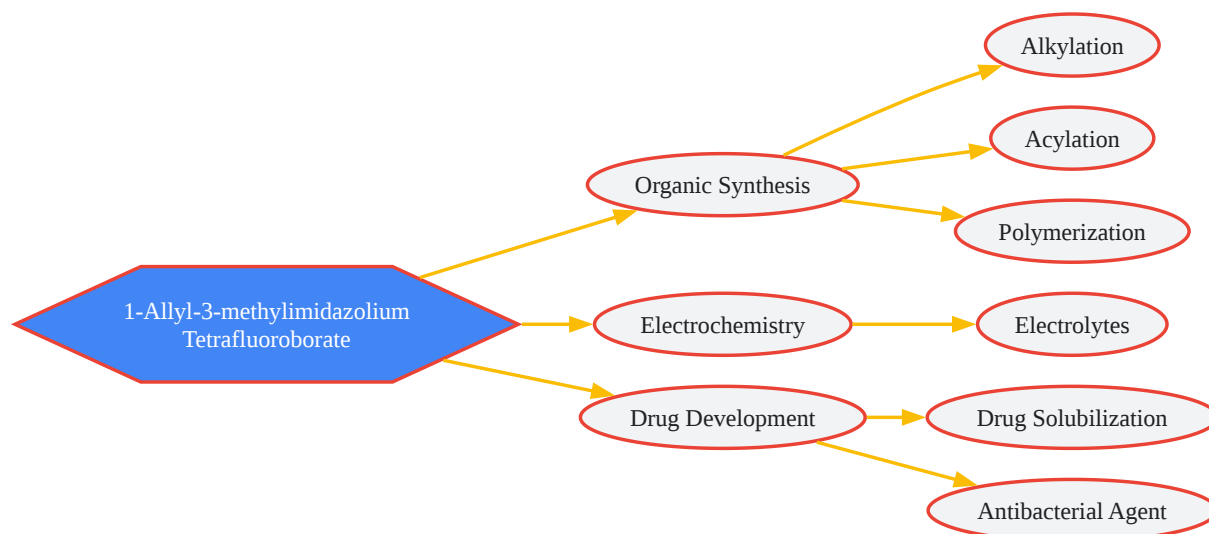 1-Allyl-3-methylimidazolium
Tetrafluoroborate
Organic Synthesis
Alkylation
Acylation
Polymerization
Electrochemistry
Electrolytes
Drug Development
Drug Solubilization
Antibacterial Agent